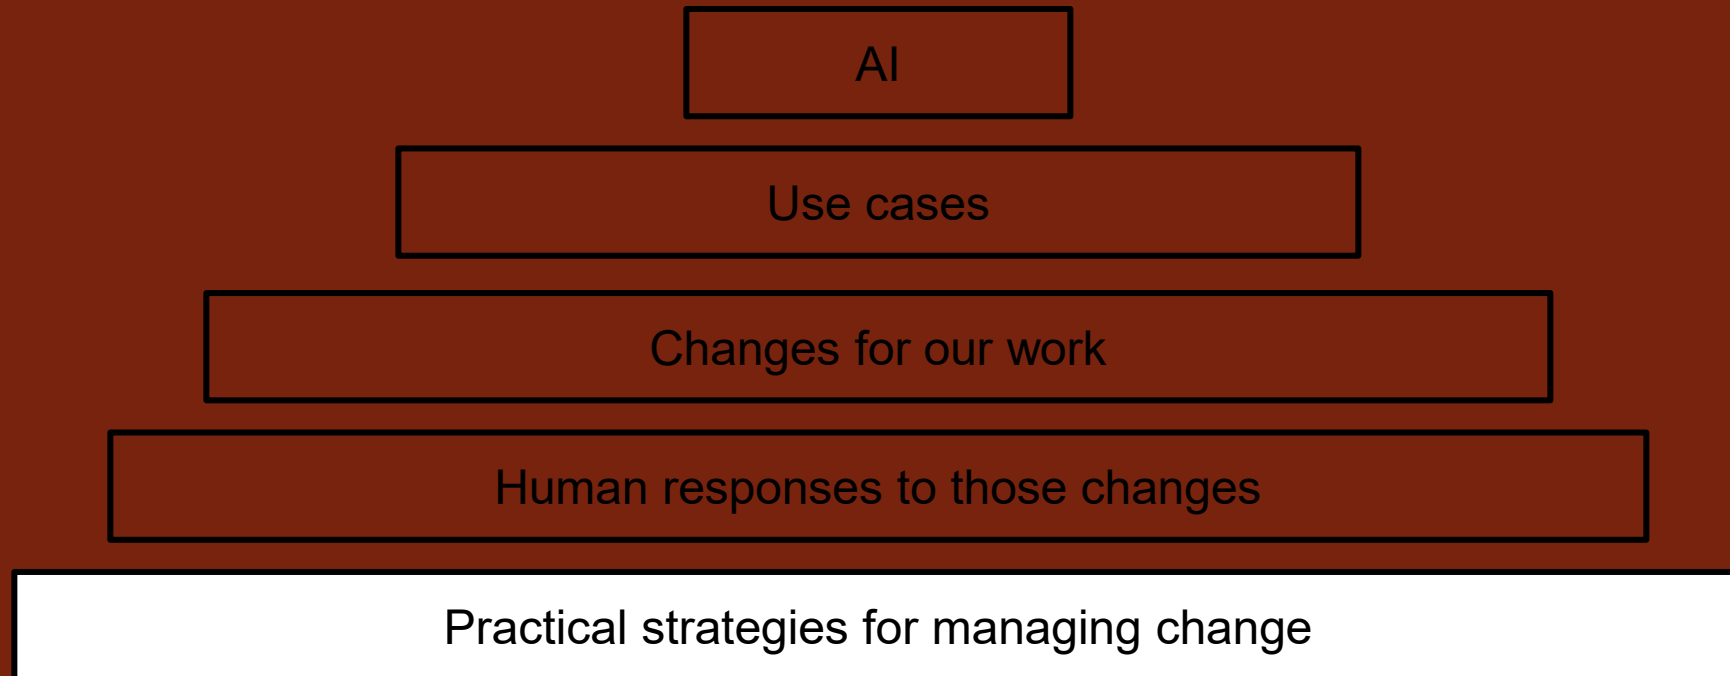 AI
Use cases
Changes for our work
Human responses to those changes
Practical strategies for managing change